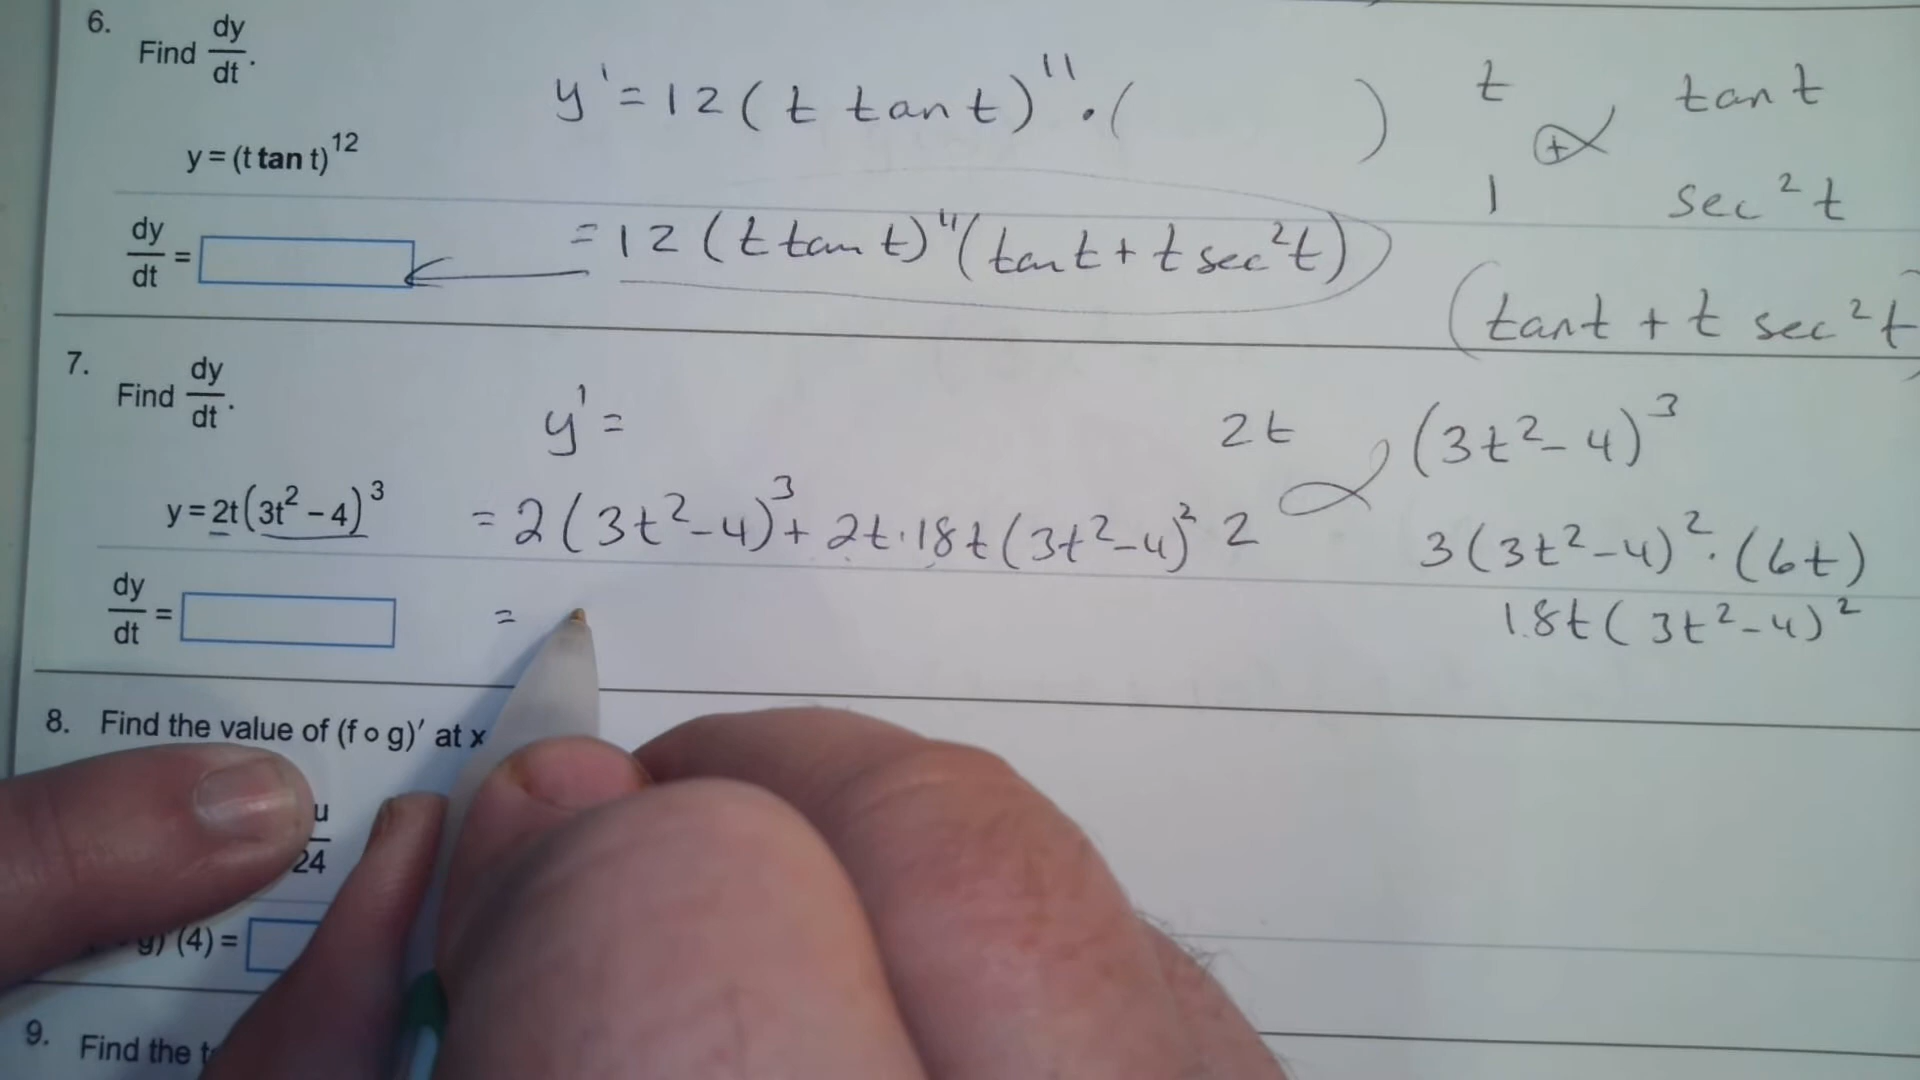 6.
Find dy/dt.
y' = 12 ( t tan t )^11 · (     )
t   tan t
+
1   sec^2 t
y = (t tan t)^12
dy/dt =
= 12 ( t tan t )^11 ( tan t + t sec^2 t )
( tan t + t sec^2 t
7.
Find dy/dt.
y' =
2t   (3t^2 - 4)^3
y = 2t(3t^2 - 4)^3
= 2 ( 3t^2 - 4 )^3 + 2t · 18t ( 3t^2 - 4 )^2
2   3 ( 3t^2 - 4 )^2 · (6t)
18t ( 3t^2 - 4 )^2
dy/dt =
=
8. Find the value of (f ∘ g)' at x
u
24
g)'(4) =
9. Find the